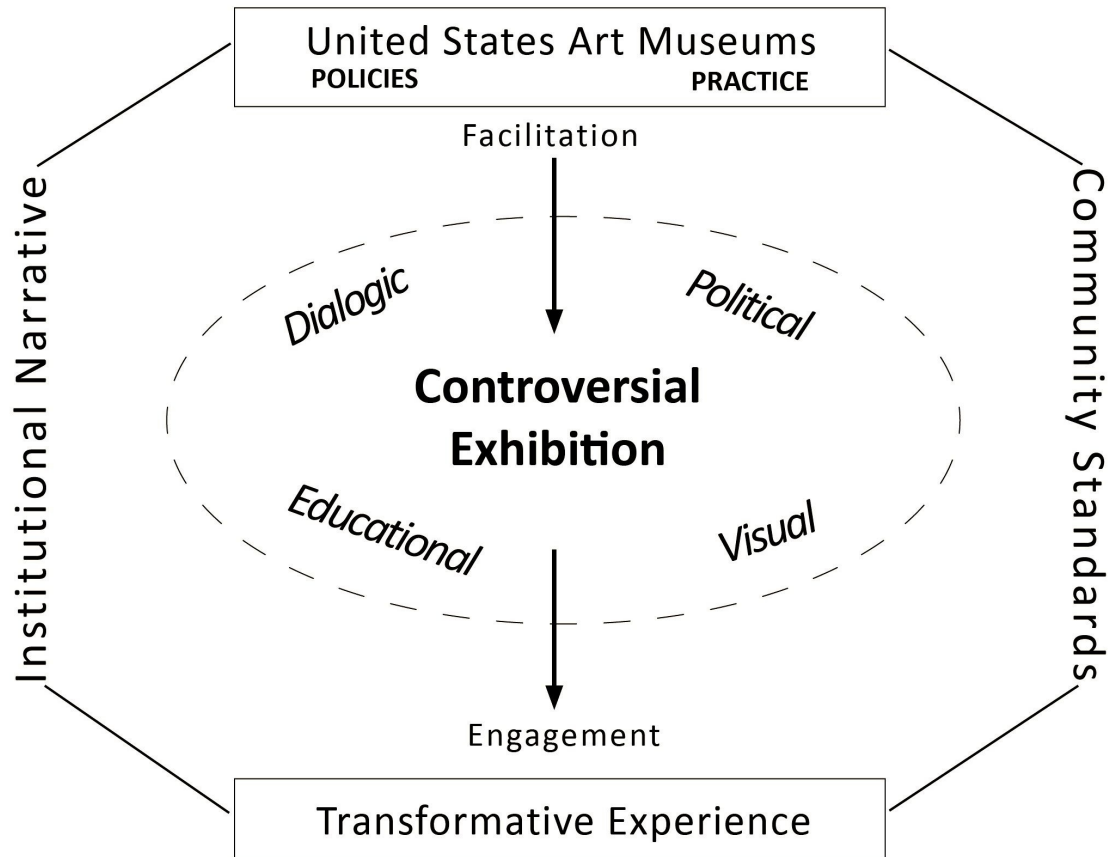 United States Art Museums
POLICIES PRACTICE
Facilitation
Institutional Narrative
Community Standards
Dialogic
Political
Controversial
Exhibition
Educational
Visual
Engagement
Transformative Experience